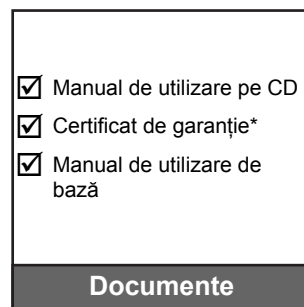 ☑ Manual de utilizare pe CD
☑ Certificat de garanție*
☑ Manual de utilizare de
bază
Documente